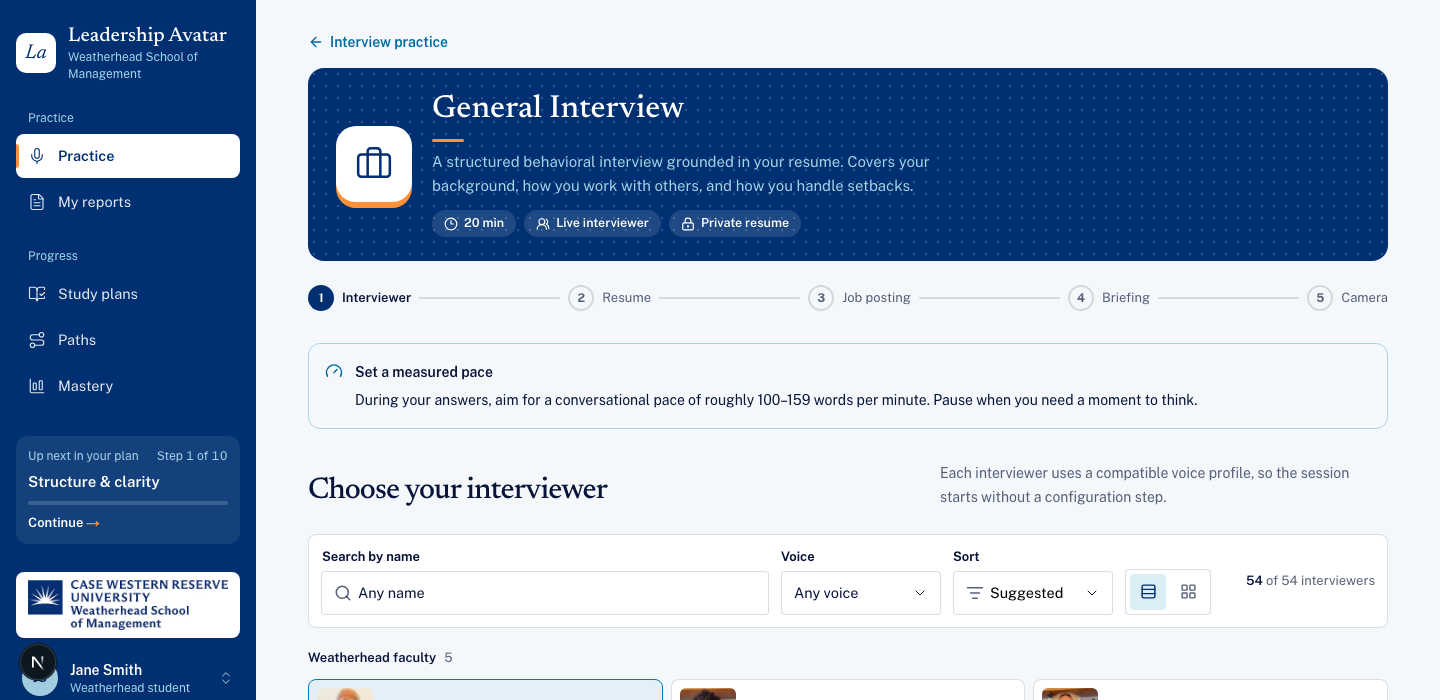 La
Leadership Avatar
Weatherhead School of
Management
Practice
Practice
My reports
Progress
Study plans
Paths
Mastery
Up next in your plan Step 1 of 10
Structure & clarity
Continue →
CASE WESTERN RESERVE
UNIVERSITY
Weatherhead School
of Management
N
Jane Smith
Weatherhead student
← Interview practice
General Interview
A structured behavioral interview grounded in your resume. Covers your
background, how you work with others, and how you handle setbacks.
20 min Live interviewer Private resume
1 Interviewer 2 Resume 3 Job posting 4 Briefing 5 Camera
Set a measured pace
During your answers, aim for a conversational pace of roughly 100–159 words per minute. Pause when you need a moment to think.
Choose your interviewer
Each interviewer uses a compatible voice profile, so the session
starts without a configuration step.
Search by name Voice Sort
Any name Any voice Suggested 54 of 54 interviewers
Weatherhead faculty 5